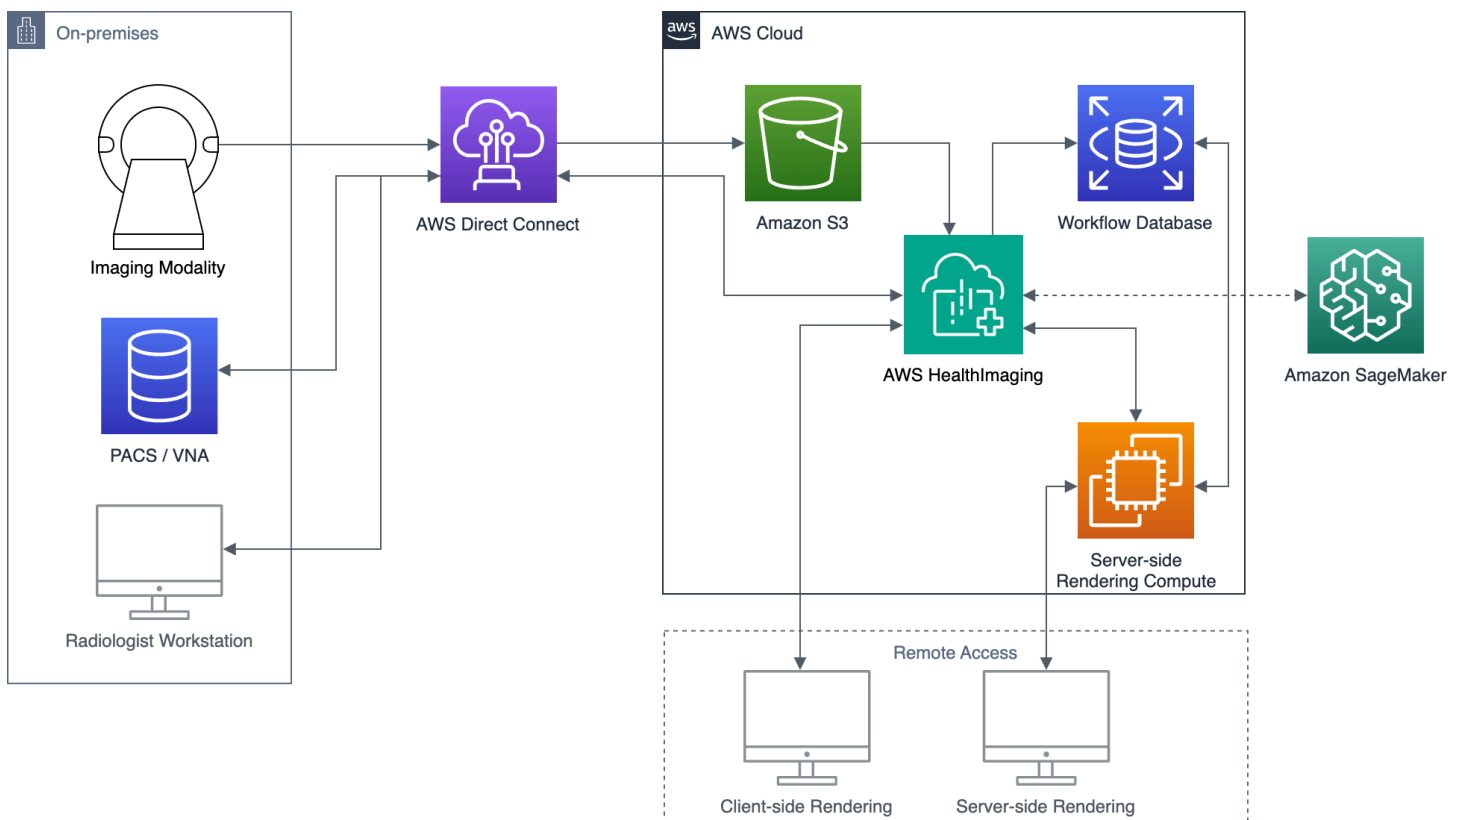 On-premises
aws
AWS Cloud
Imaging Modality
AWS Direct Connect
Amazon S3
Workflow Database
AWS HealthImaging
Amazon SageMaker
PACS / VNA
Server-side
Rendering Compute
Radiologist Workstation
Remote Access
Client-side Rendering
Server-side Rendering